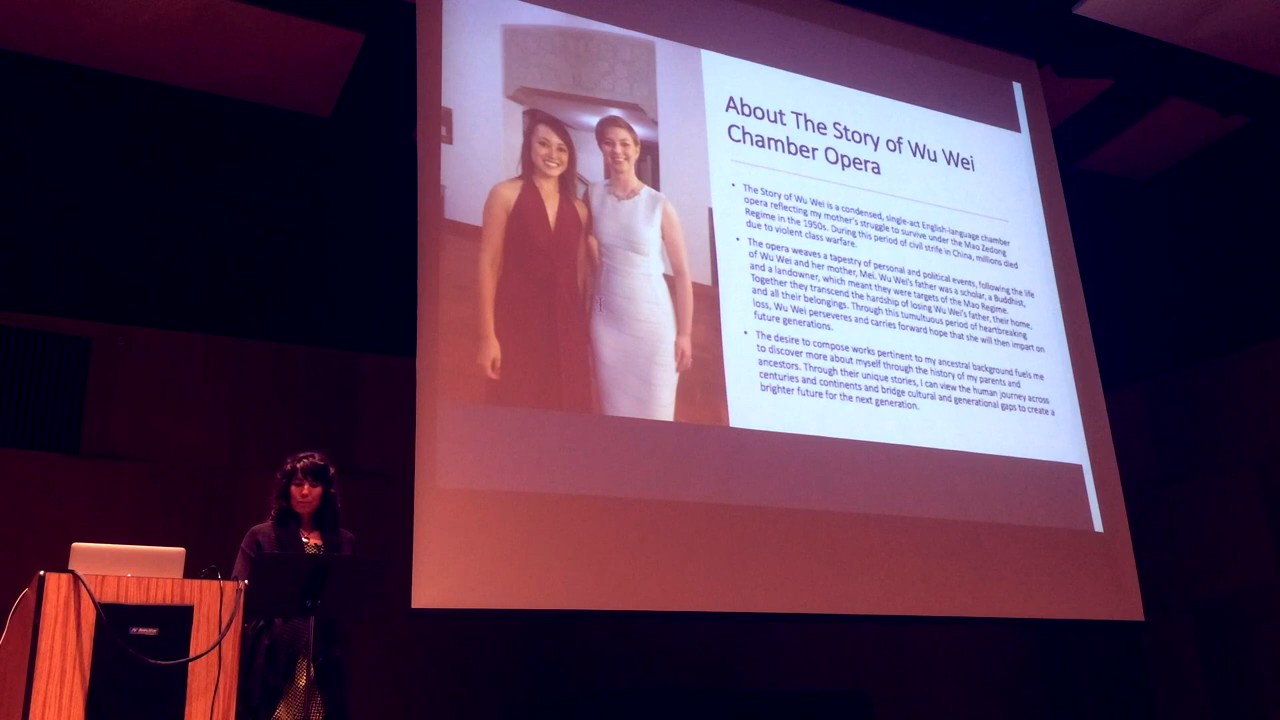 About The Story of Wu Wei
Chamber Opera
• The Story of Wu Wei is a condensed, single-act English-language chamber
opera reflecting my mother's struggle to survive under the Mao Zedong
Regime in the 1950s. During this period of civil strife in China, millions died
due to violent class warfare.
• The opera weaves a tapestry of personal and political events, following the life
of Wu Wei and her mother, Mei. Wu Wei's father was a scholar, a Buddhist,
and a landowner, which meant they were targets of the Mao Regime.
Together they transcend the hardship of losing Wu Wei's father, their home,
and all their belongings. Through this tumultuous period of heartbreaking
loss, Wu Wei perseveres and carries forward hope that she will then impart on
future generations.
• The desire to compose works pertinent to my ancestral background fuels me
to discover more about myself through the history of my parents and
ancestors. Through their unique stories, I can view the human journey across
centuries and continents and bridge cultural and generational gaps to create a
brighter future for the next generation.